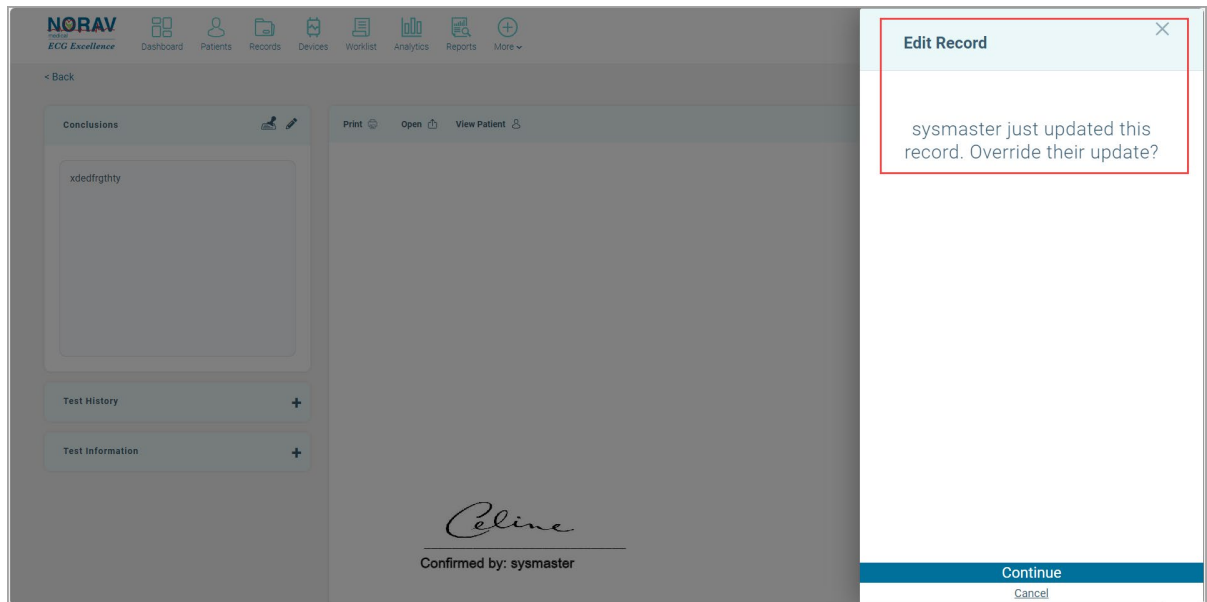 NORAV
medical
ECG Excellence
Dashboard
Patients
Records
Devices
Worklist
Analytics
Reports
More
< Back
Conclusions
xdedfrgthty
Test History
Test Information
Print
Open
View Patient
Celine
Confirmed by: sysmaster
Edit Record
sysmaster just updated this
record. Override their update?
Continue
Cancel